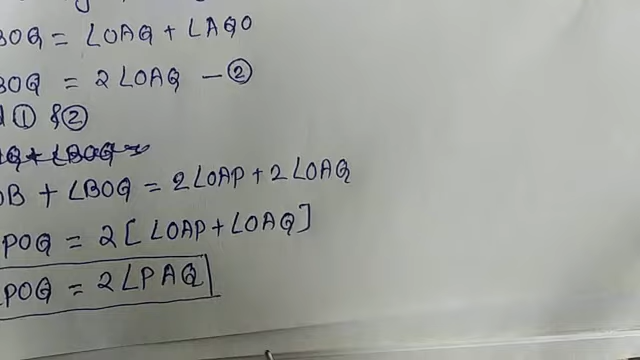 BOQ = ∠OAQ + ∠AQO
BOQ = 2∠OAQ — ②
① & ②
OB + ∠BOQ = 2∠OAP + 2∠OAQ
POQ = 2[∠OAP + ∠OAQ]
POQ = 2∠PAQ